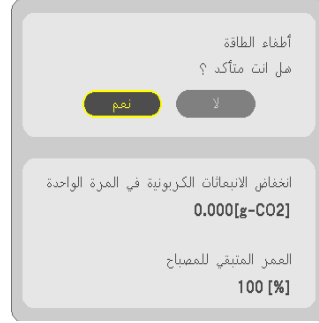 أطفاء الطاقة
هل انت متأكد ؟
لا
نعم
انخفاض الانبعاثات الكربونية في المرة الواحدة
0.000[g-CO2]
العمر المتبقي للمصباح
100 [%]